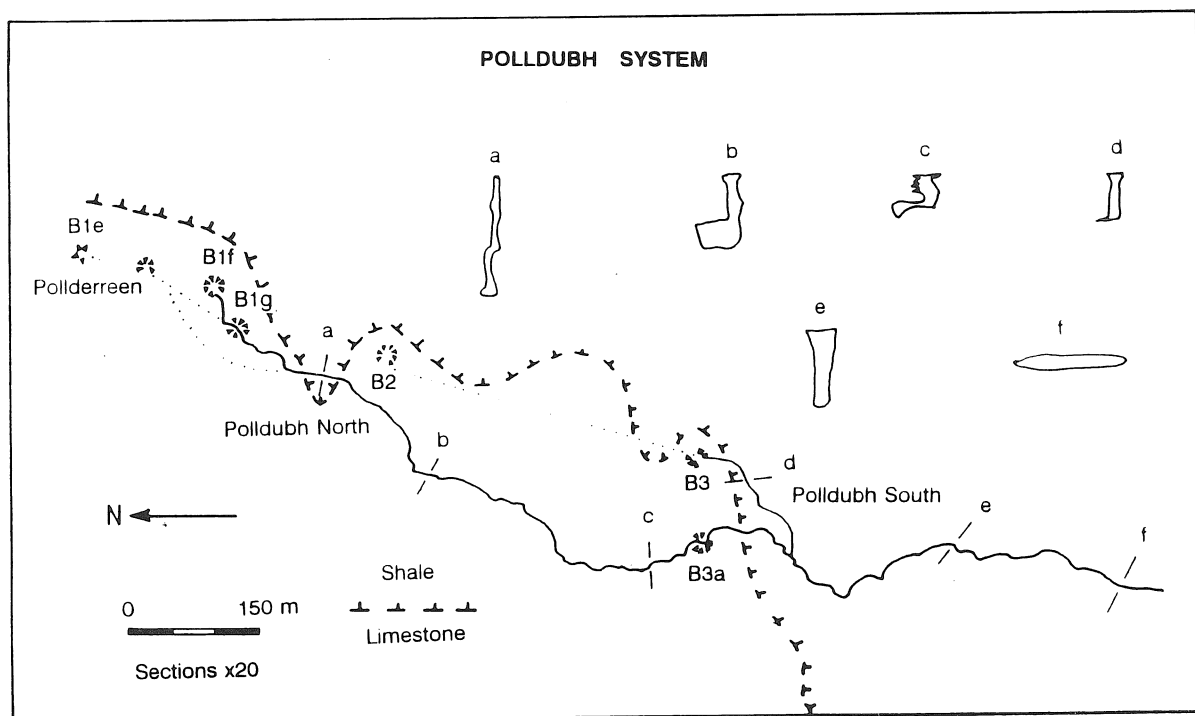 POLLDUBH SYSTEM
a
b
c
d
B1e
Pollderreen
B1f
B1g
a
B2
Polldubh North
b
e
f
B3
d
Polldubh South
N
c
B3a
e
f
Shale
Limestone
0 150 m
Sections x20